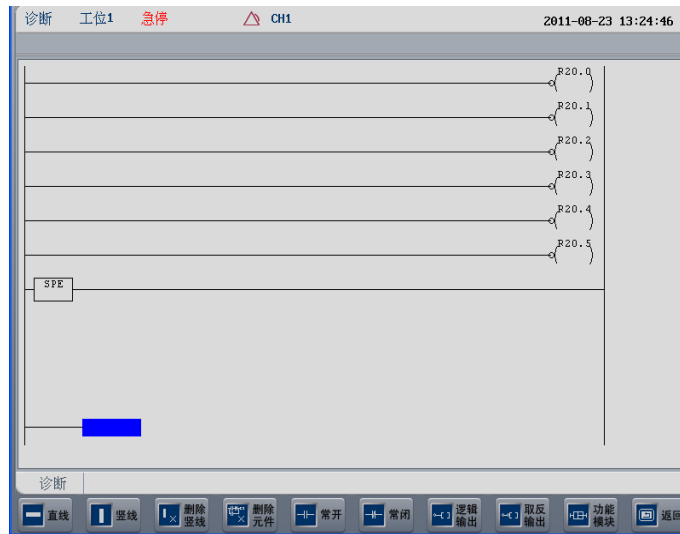 诊断 工位1 急停 CH1 2011-08-23 13:24:46
R20.0
R20.1
R20.2
R20.3
R20.4
R20.5
SPE
诊断
直线 竖线 删除竖线 删除元件 常开 常闭 逻辑输出 取反输出 功能模块 返回